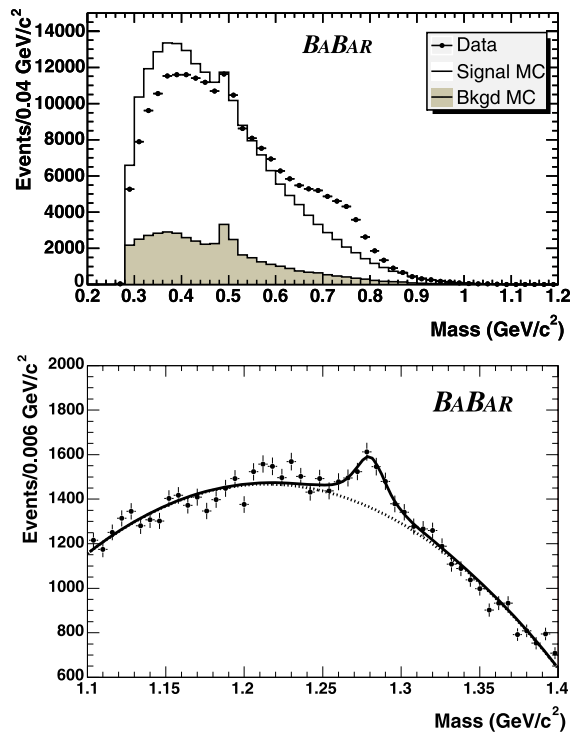 BABAR
Data
Signal MC
Bkgd MC
Events/0.04 GeV/c²
14000
12000
10000
8000
6000
4000
2000
0
0.2 0.3 0.4 0.5 0.6 0.7 0.8 0.9 1 1.1 1.2
Mass (GeV/c²)
BABAR
Events/0.006 GeV/c²
2000
1800
1600
1400
1200
1000
800
600
1.1 1.15 1.2 1.25 1.3 1.35 1.4
Mass (GeV/c²)